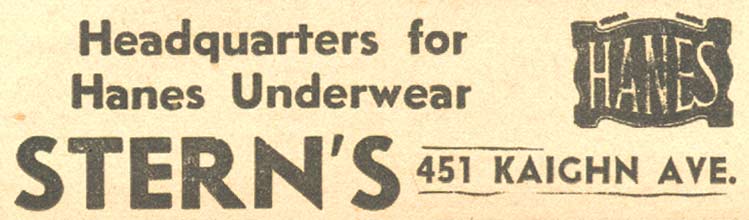 Headquarters for
Hanes Underwear
HANES
STERN'S
451 KAIGHN AVE.